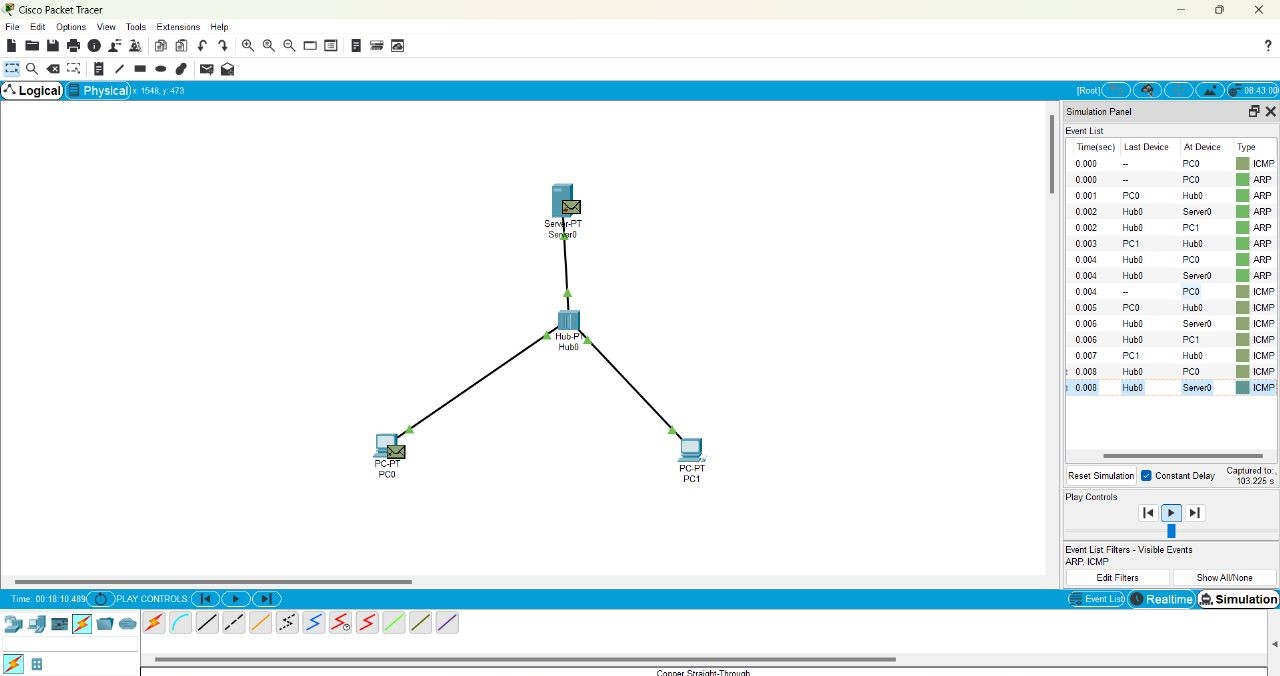 Cisco Packet Tracer
File Edit Options View Tools Extensions Help
?
Logical Physical x: 1548, y: 473 [Root] 08:43:00
Simulation Panel
Event List
Time(sec) Last Device At Device Type
0.000 -- PC0 ICMP
0.000 -- PC0 ARP
0.001 PC0 Hub0 ARP
0.002 Hub0 Server0 ARP
0.002 Hub0 PC1 ARP
0.003 PC1 Hub0 ARP
0.004 Hub0 PC0 ARP
0.004 Hub0 Server0 ARP
0.004 -- PC0 ICMP
0.005 PC0 Hub0 ICMP
0.006 Hub0 Server0 ICMP
0.006 Hub0 PC1 ICMP
0.007 PC1 Hub0 ICMP
0.008 Hub0 PC0 ICMP
0.008 Hub0 Server0 ICMP
Server-PT
Server0
Hub-PT
Hub0
PC-PT
PC0
PC-PT
PC1
Reset Simulation Constant Delay Captured to:
103.225 s
Play Controls
Event List Filters - Visible Events
ARP, ICMP
Edit Filters Show All/None
Time: 00:18:10.489 PLAY CONTROLS: Event List Realtime Simulation
Copper Straight-Through